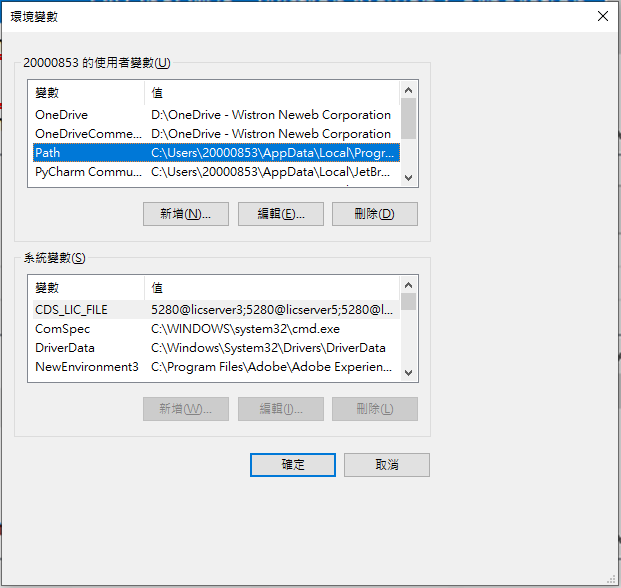 環境變數
20000853 的使用者變數(U)
變數 值
OneDrive D:\OneDrive - Wistron Neweb Corporation
OneDriveComme... D:\OneDrive - Wistron Neweb Corporation
Path C:\Users\20000853\AppData\Local\Progr...
PyCharm Commu... C:\Users\20000853\AppData\Local\JetBr...
新增(N)... 編輯(E)... 刪除(D)
系統變數(S)
變數 值
CDS_LIC_FILE 5280@licserver3;5280@licserver5;5280@l...
ComSpec C:\WINDOWS\system32\cmd.exe
DriverData C:\Windows\System32\Drivers\DriverData
NewEnvironment3 C:\Program Files\Adobe\Adobe Experien...
新增(W)... 編輯(I)... 刪除(L)
確定 取消